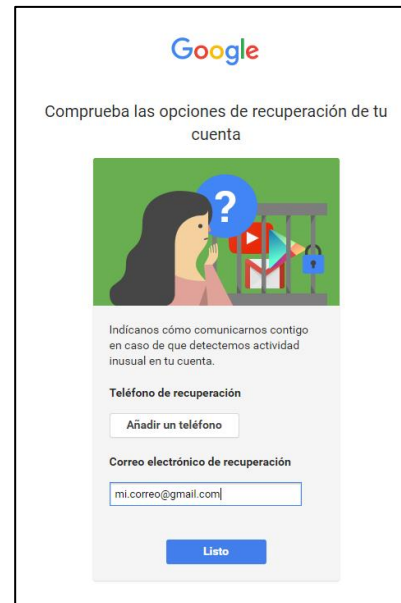 Google
Comprueba las opciones de recuperación de tu
cuenta
?
Indícanos cómo comunicarnos contigo
en caso de que detectemos actividad
inusual en tu cuenta.
Teléfono de recuperación
Añadir un teléfono
Correo electrónico de recuperación
mi.correo@gmail.com
Listo